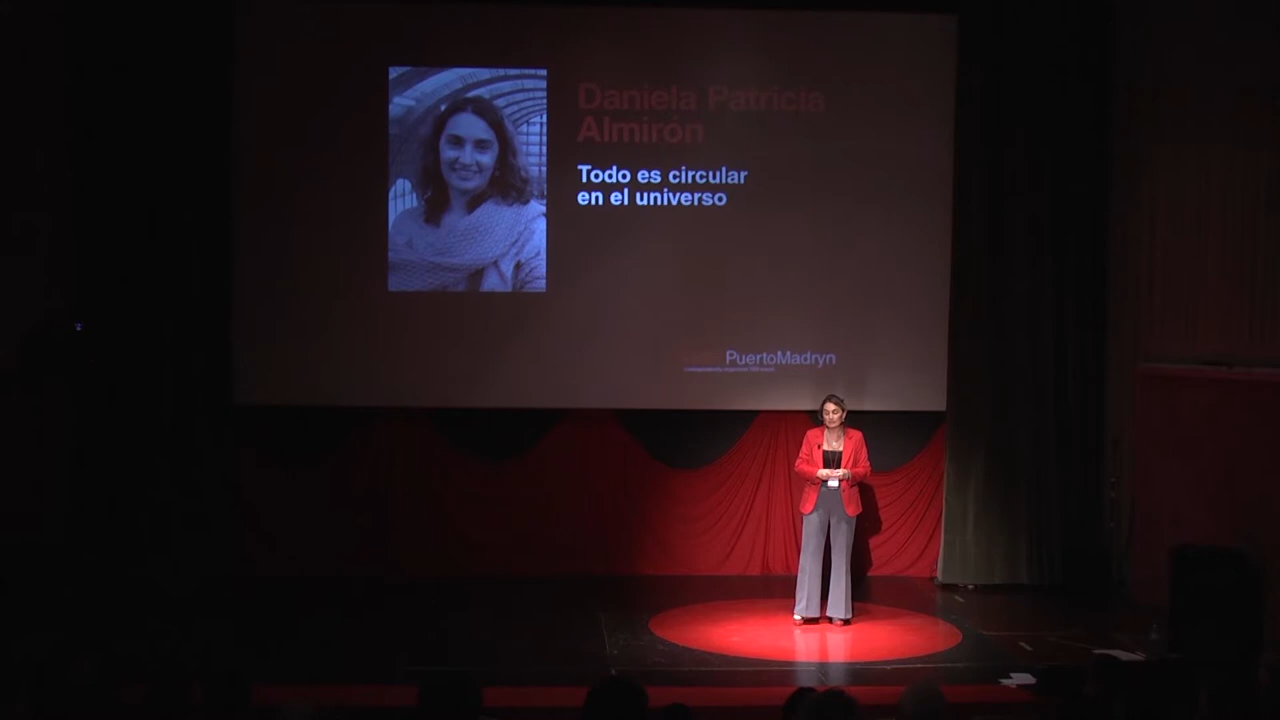 Daniela Patricia
Almirón
Todo es circular
en el universo
PuertoMadryn